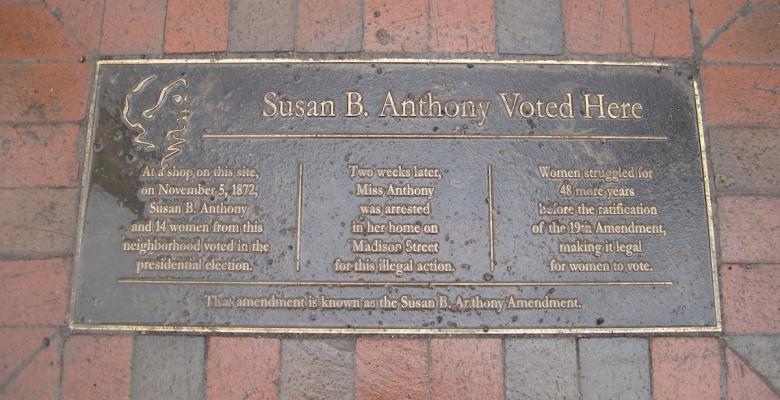 Susan B. Anthony Voted Here
At a shop on this site,
on November 5, 1872,
Susan B. Anthony
and 14 women from this
neighborhood voted in the
presidential election.
Two weeks later,
Miss Anthony
was arrested
in her home on
Madison Street
for this illegal action.
Women struggled for
48 more years
before the ratification
of the 19th Amendment,
making it legal
for women to vote.
That amendment is known as the Susan B. Anthony Amendment.